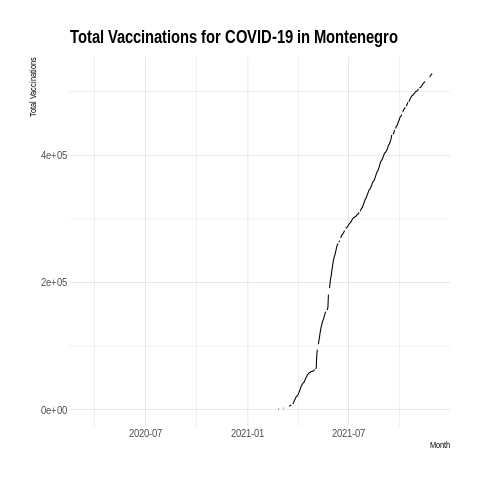 Total Vaccinations for COVID-19 in Montenegro
Total Vaccinations
4e+05
2e+05
0e+00
2020-07 2021-01 2021-07
Month